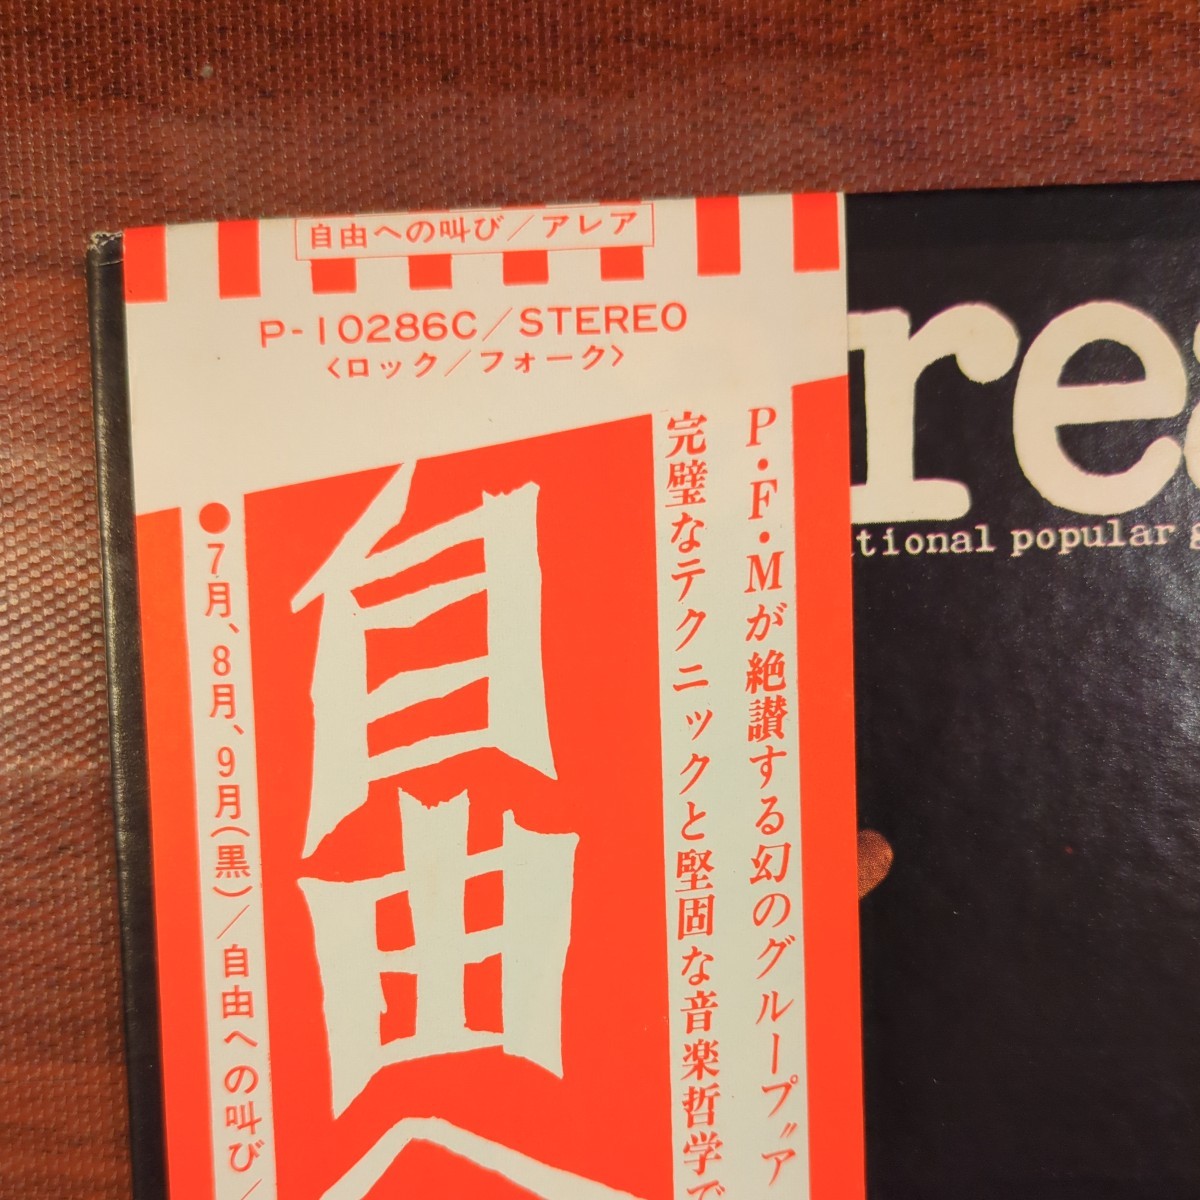 自由への叫び/アレア
P-10286C/STEREO
〈ロック/フォーク〉
P・F・Mが絶讃する幻のグループ〝ア
完璧なテクニックと堅固な音楽哲学で
自由へ
●7月、8月、9月(黒)/自由への叫び/
rea
ational popular g